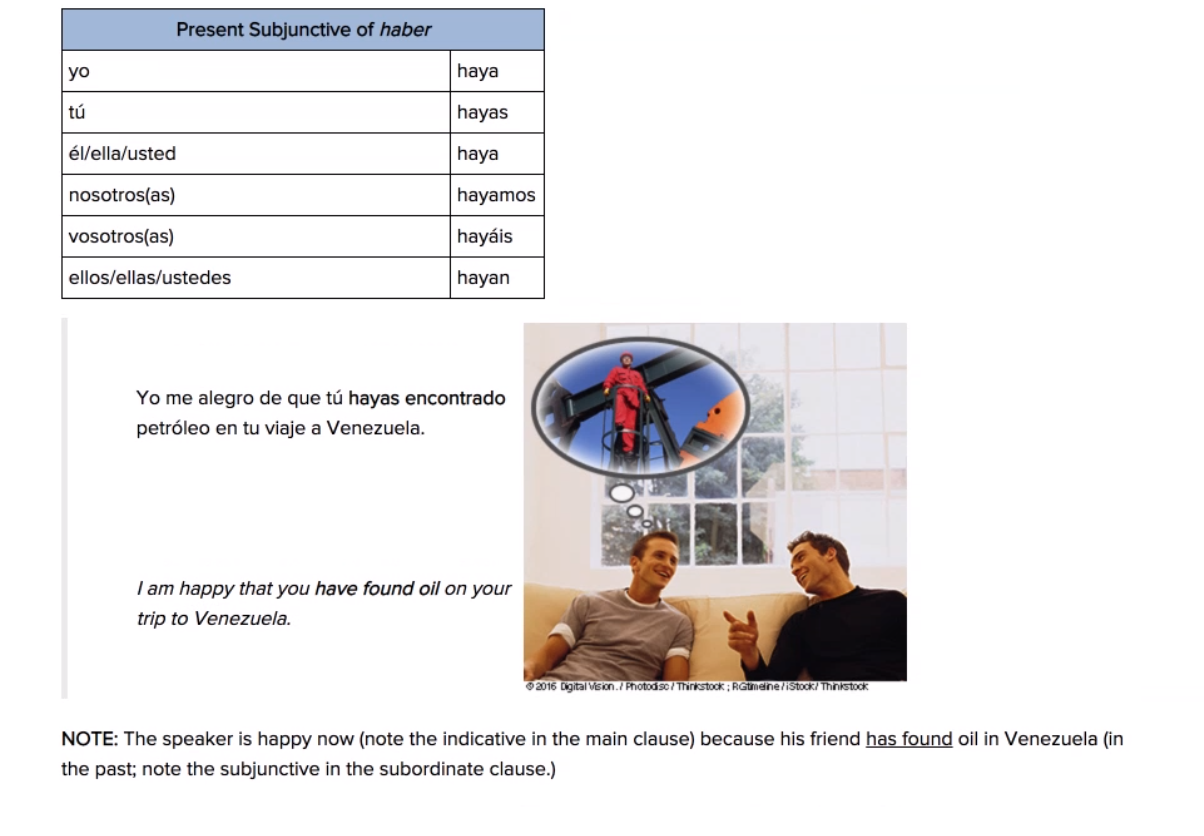 Present Subjunctive of haber
yo haya
tú hayas
él/ella/usted haya
nosotros(as) hayamos
vosotros(as) hayáis
ellos/ellas/ustedes hayan
Yo me alegro de que tú hayas encontrado
petróleo en tu viaje a Venezuela.
I am happy that you have found oil on your
trip to Venezuela.
© 2016 Digital Vision. / Photodisc / Thinkstock ; RGtimeline / iStock / Thinkstock
NOTE: The speaker is happy now (note the indicative in the main clause) because his friend has found oil in Venezuela (in
the past; note the subjunctive in the subordinate clause.)